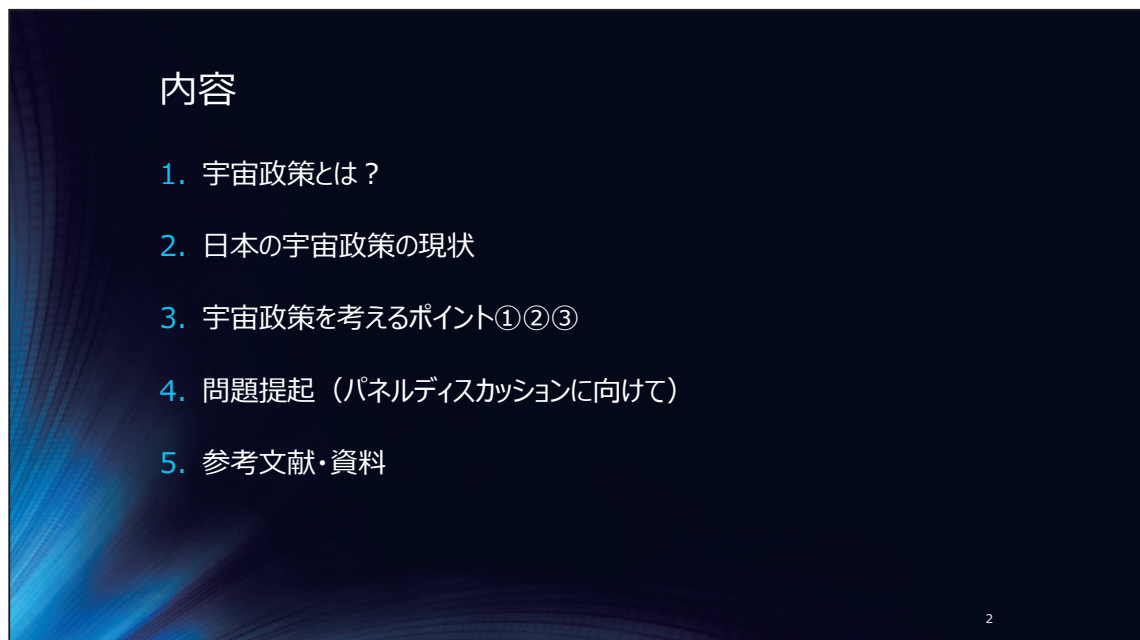 内容
1. 宇宙政策とは？
2. 日本の宇宙政策の現状
3. 宇宙政策を考えるポイント①②③
4. 問題提起（パネルディスカッションに向けて）
5. 参考文献・資料
2